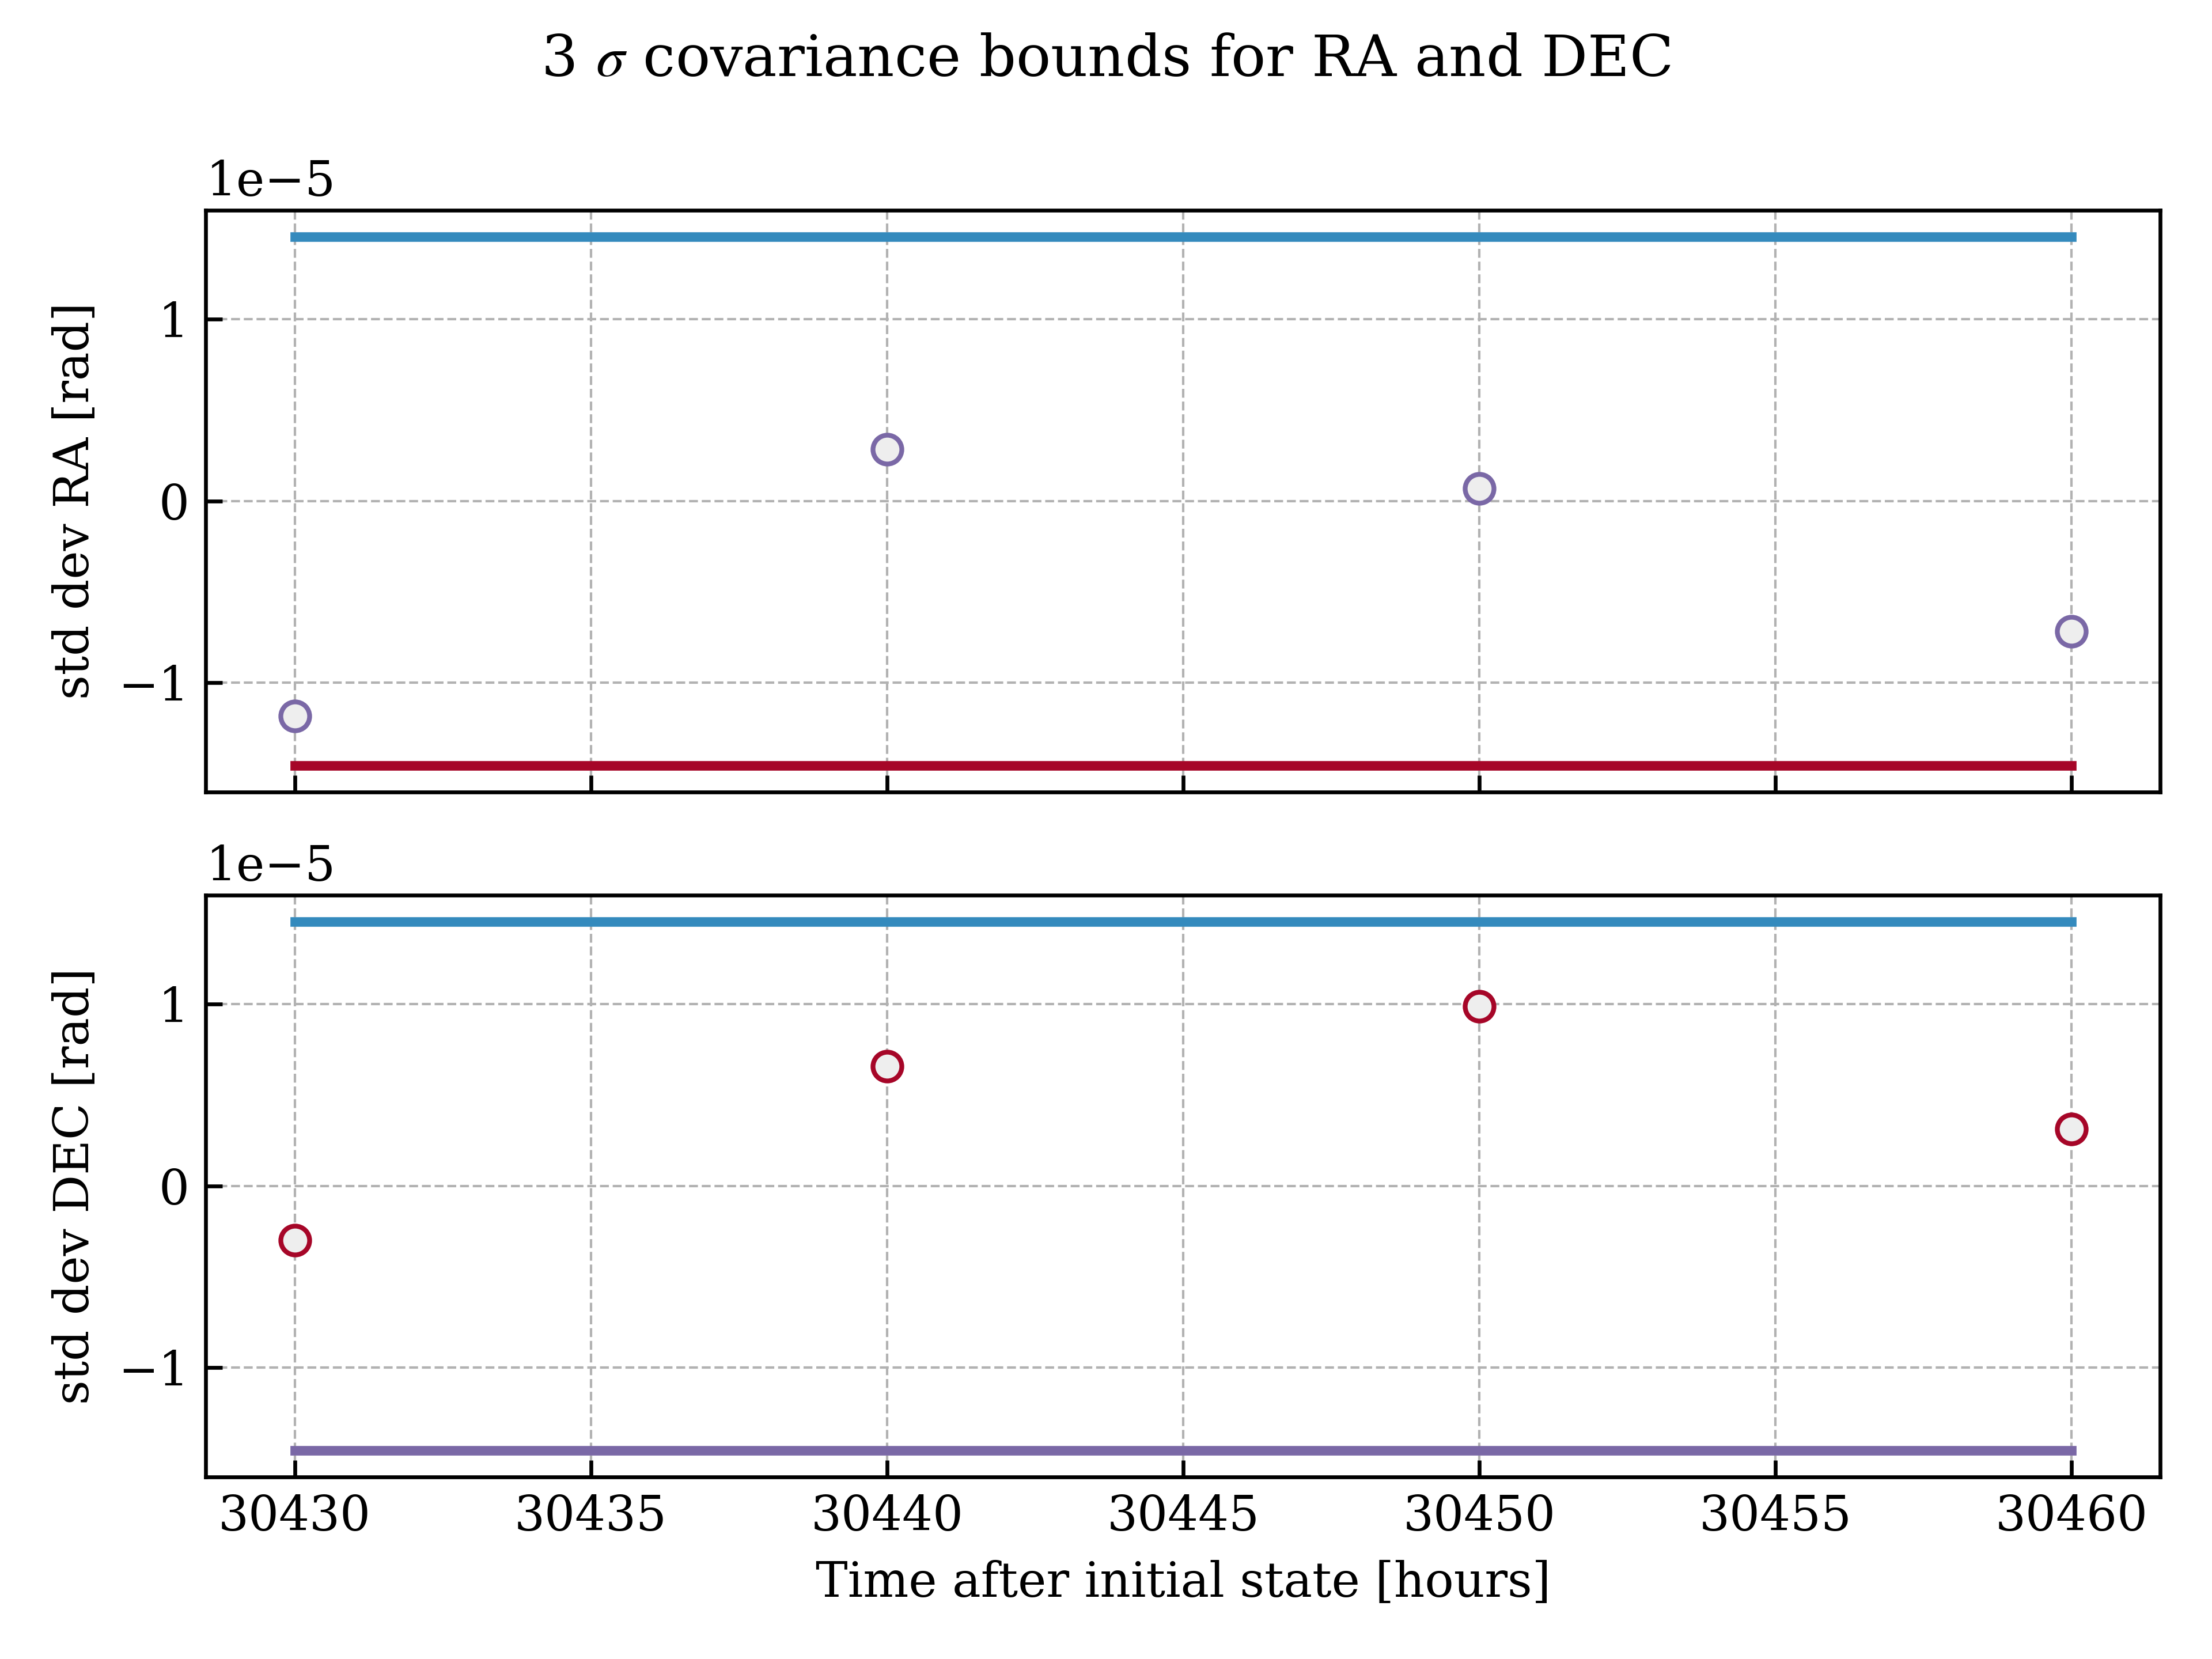 3 σ covariance bounds for RA and DEC
1e−5
std dev RA [rad]
1
0
−1
1e−5
std dev DEC [rad]
1
0
−1
30430 30435 30440 30445 30450 30455 30460
Time after initial state [hours]